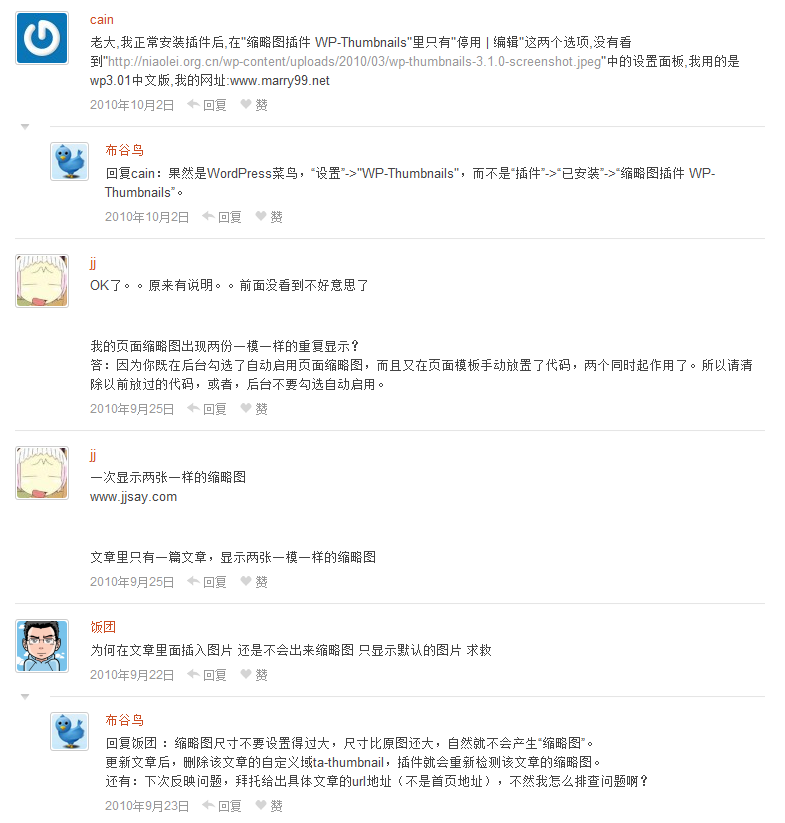 cain
老大,我正常安装插件后,在"缩略图插件 WP-Thumbnails"里只有"停用 | 编辑"这两个选项,没有看
到"http://niaolei.org.cn/wp-content/uploads/2010/03/wp-thumbnails-3.1.0-screenshot.jpeg"中的设置面板,我用的是
wp3.01中文版,我的网址:www.marry99.net
2010年10月2日 回复 赞
布谷鸟
回复cain：果然是WordPress菜鸟，“设置”->"WP-Thumbnails"，而不是“插件”->“已安装”->“缩略图插件 WP-
Thumbnails”。
2010年10月2日 回复 赞
jj
OK了。。原来有说明。。前面没看到不好意思了
我的页面缩略图出现两份一模一样的重复显示？
答：因为你既在后台勾选了自动启用页面缩略图，而且又在页面模板手动放置了代码，两个同时起作用了。所以请清
除以前放过的代码，或者，后台不要勾选自动启用。
2010年9月25日 回复 赞
jj
一次显示两张一样的缩略图
www.jjsay.com
文章里只有一篇文章，显示两张一模一样的缩略图
2010年9月25日 回复 赞
饭团
为何在文章里面插入图片 还是不会出来缩略图 只显示默认的图片 求救
2010年9月22日 回复 赞
布谷鸟
回复饭团 ：缩略图尺寸不要设置得过大，尺寸比原图还大，自然就不会产生“缩略图”。
更新文章后，删除该文章的自定义域ta-thumbnail，插件就会重新检测该文章的缩略图。
还有：下次反映问题，拜托给出具体文章的url地址（不是首页地址），不然我怎么排查问题啊？
2010年9月23日 回复 赞